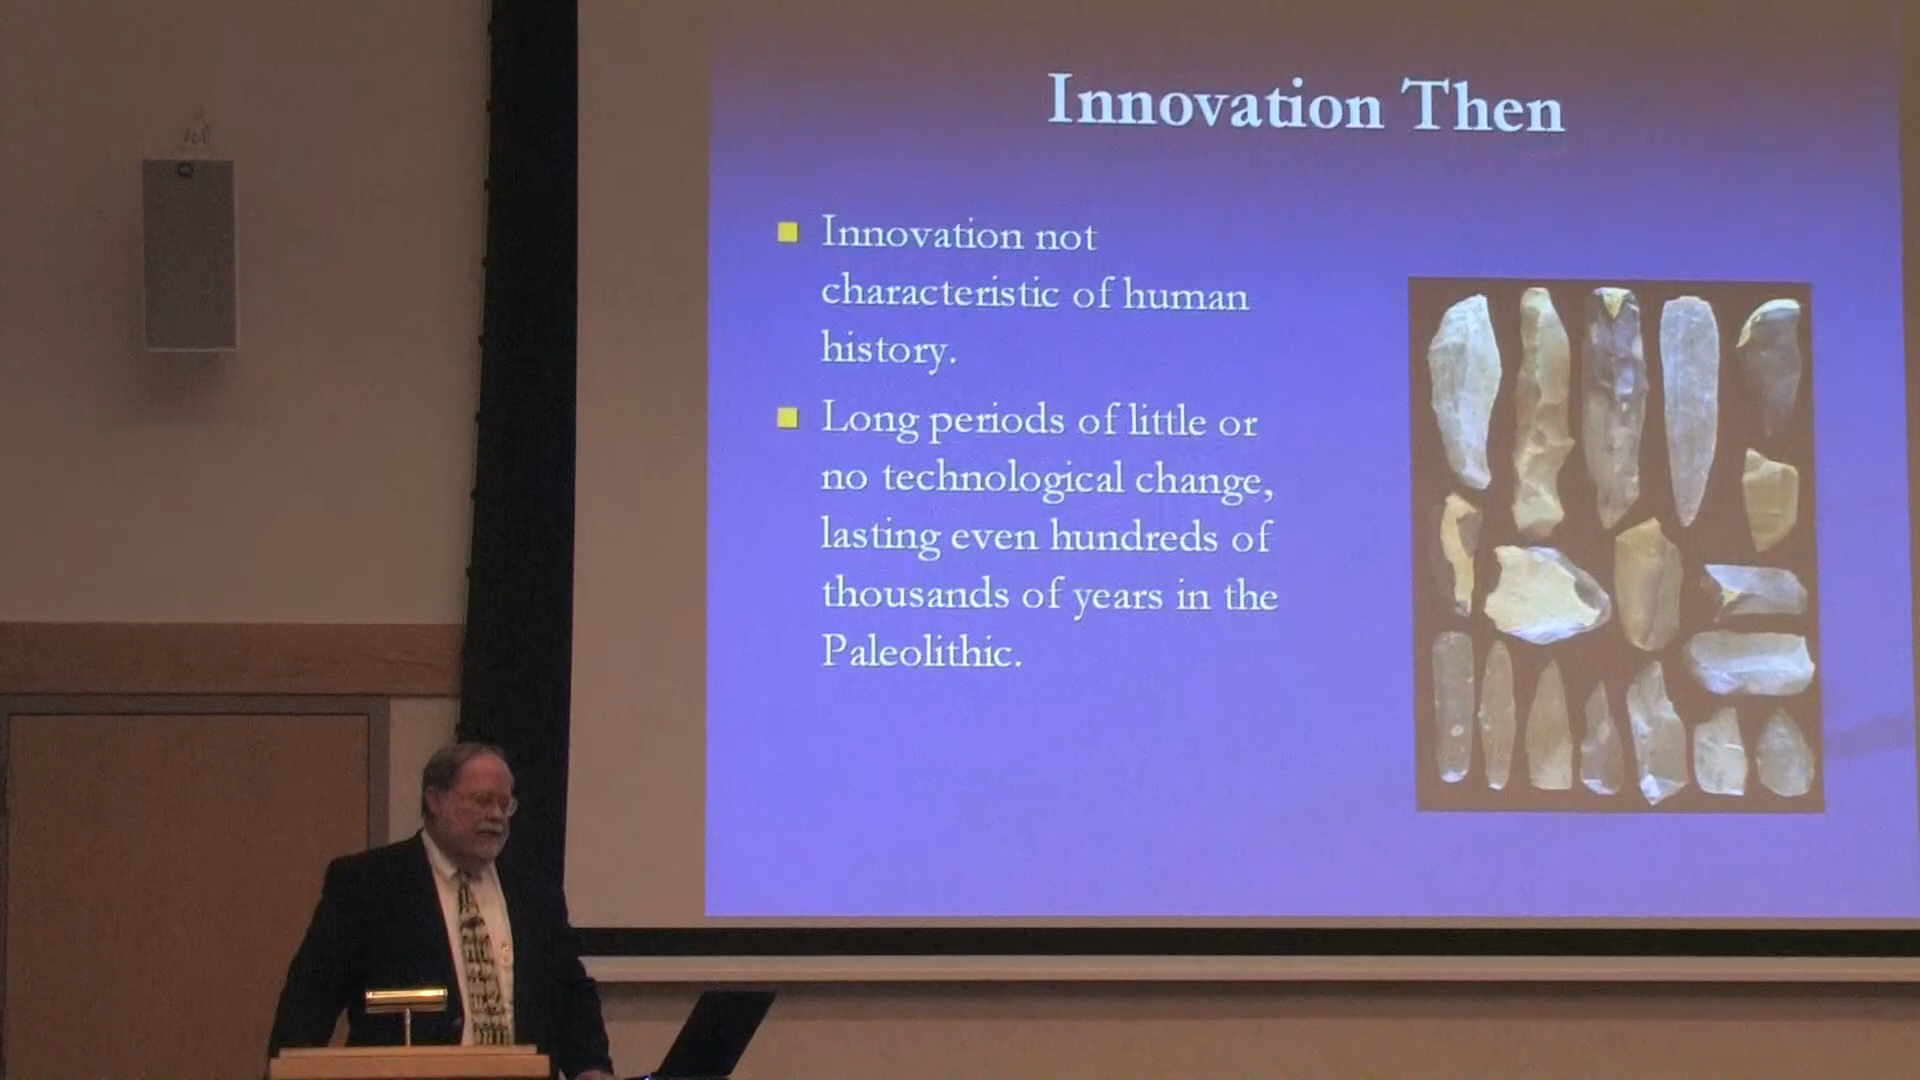 Innovation Then
Innovation not
characteristic of human
history.
Long periods of little or
no technological change,
lasting even hundreds of
thousands of years in the
Paleolithic.